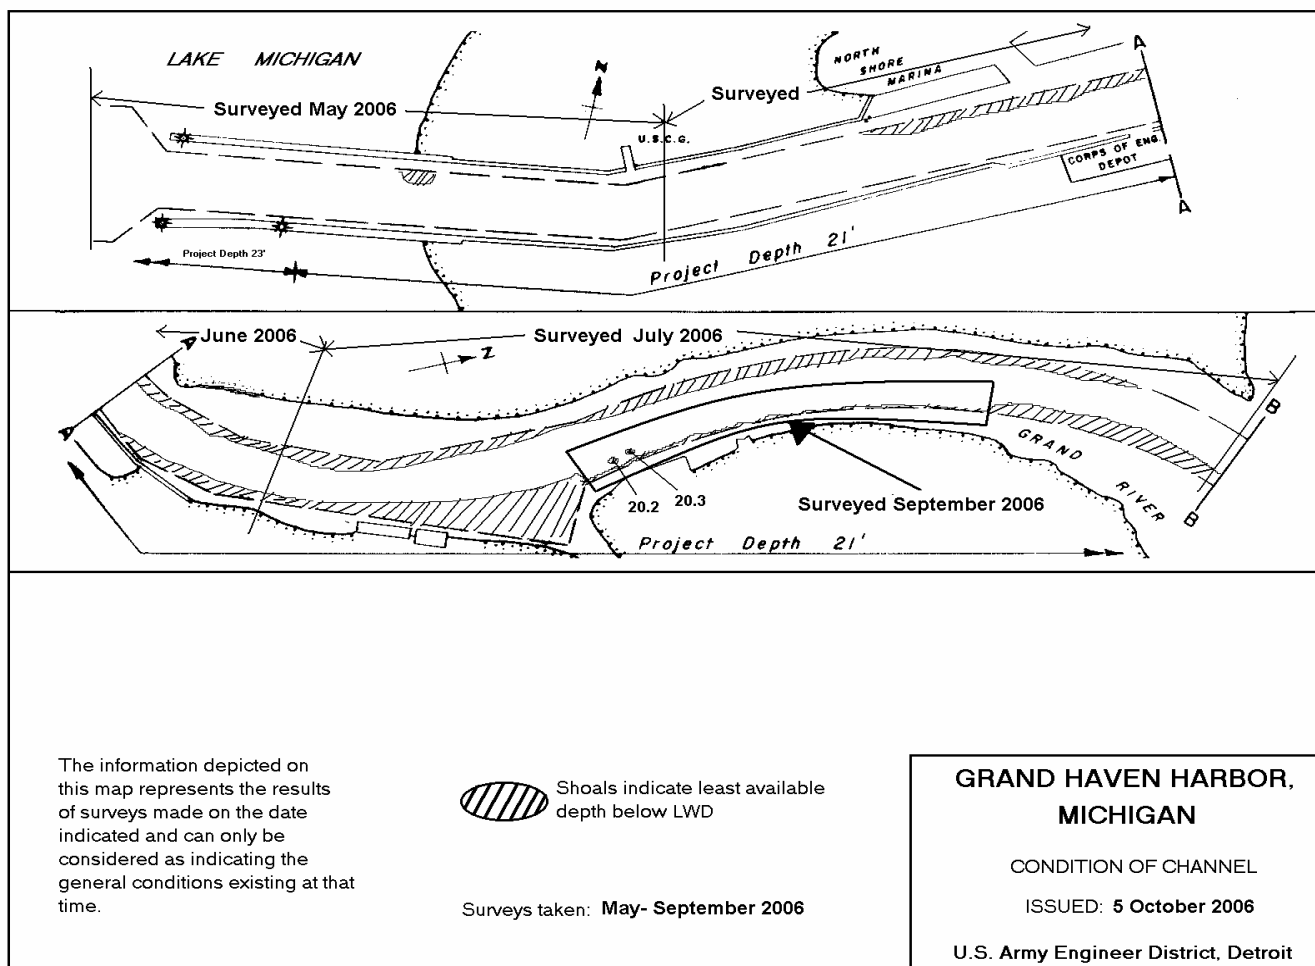 LAKE MICHIGAN
Surveyed May 2006
Surveyed
NORTH
SHORE
MARINA
N
U.S.C.G.
A
CORPS OF ENG.
DEPOT
A
Project Depth 23'
Project Depth 21'
June 2006
Surveyed July 2006
A
N
A
B
GRAND
RIVER
20.2
20.3
Surveyed September 2006
B
Project Depth 21'
The information depicted on
this map represents the results
of surveys made on the date
indicated and can only be
considered as indicating the
general conditions existing at that
time.
Shoals indicate least available
depth below LWD
Surveys taken: May- September 2006
GRAND HAVEN HARBOR,
MICHIGAN
CONDITION OF CHANNEL
ISSUED: 5 October 2006
U.S. Army Engineer District, Detroit